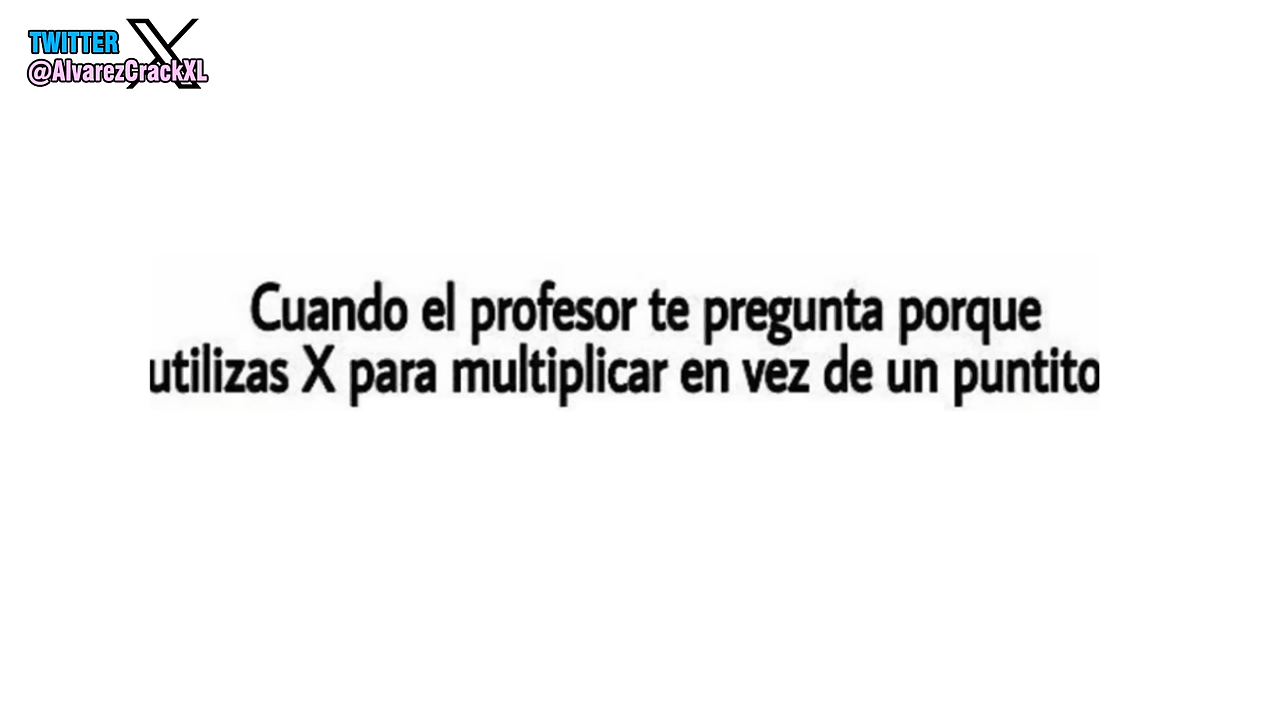 TWITTER
@AlvarezCrackXL
Cuando el profesor te pregunta porque
utilizas X para multiplicar en vez de un puntito